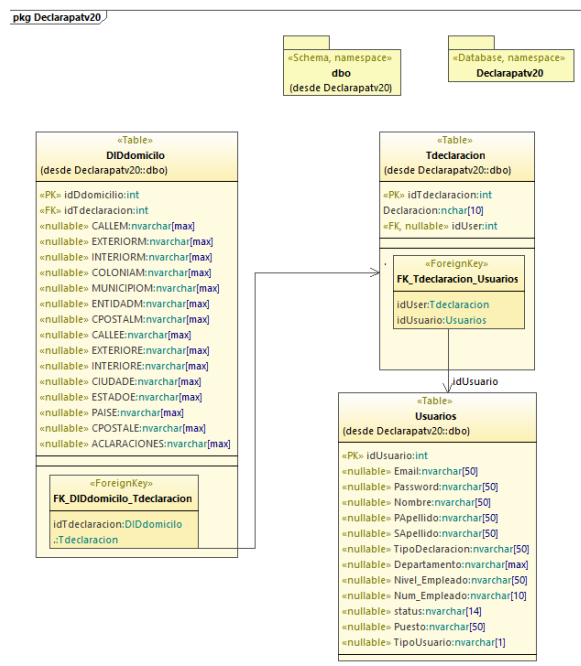 pkg Declarapatv20
«Schema, namespace»
dbo
(desde Declarapatv20)
«Database, namespace»
Declarapatv20
«Table»
DIDdomicilo
(desde Declarapatv20::dbo)
«PK» idDdomicilio:int
«FK» idTdeclaracion:int
«nullable» CALLEM:nvarchar[max]
«nullable» EXTERIORM:nvarchar[max]
«nullable» INTERIORM:nvarchar[max]
«nullable» COLONIAM:nvarchar[max]
«nullable» MUNICIPIOM:nvarchar[max]
«nullable» ENTIDADM:nvarchar[max]
«nullable» CPOSTALM:nvarchar[max]
«nullable» CALLEE:nvarchar[max]
«nullable» EXTERIORE:nvarchar[max]
«nullable» INTERIORE:nvarchar[max]
«nullable» CIUDADE:nvarchar[max]
«nullable» ESTADOE:nvarchar[max]
«nullable» PAISE:nvarchar[max]
«nullable» CPOSTALE:nvarchar[max]
«nullable» ACLARACIONES:nvarchar[max]
«ForeignKey»
FK_DIDdomicilo_Tdeclaracion
idTdeclaracion:DIDdomicilo
.:Tdeclaracion
«Table»
Tdeclaracion
(desde Declarapatv20::dbo)
«PK» idTdeclaracion:int
Declaracion:nchar[10]
«FK, nullable» idUser:int
.
«ForeignKey»
FK_Tdeclaracion_Usuarios
idUser:Tdeclaracion
idUsuario:Usuarios
idUsuario
«Table»
Usuarios
(desde Declarapatv20::dbo)
«PK» idUsuario:int
«nullable» Email:nvarchar[50]
«nullable» Password:nvarchar[50]
«nullable» Nombre:nvarchar[50]
«nullable» PApellido:nvarchar[50]
«nullable» SApellido:nvarchar[50]
«nullable» TipoDeclaracion:nvarchar[50]
«nullable» Departamento:nvarchar[max]
«nullable» Nivel_Empleado:nvarchar[50]
«nullable» Num_Empleado:nvarchar[10]
«nullable» status:nvarchar[14]
«nullable» Puesto:nvarchar[50]
«nullable» TipoUsuario:nvarchar[1]